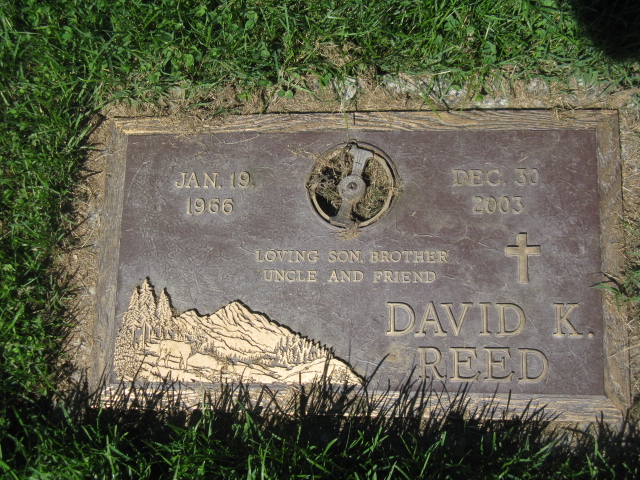 JAN. 19,
1966
DEC. 30
2003
LOVING SON, BROTHER
UNCLE AND FRIEND
DAVID K.
REED